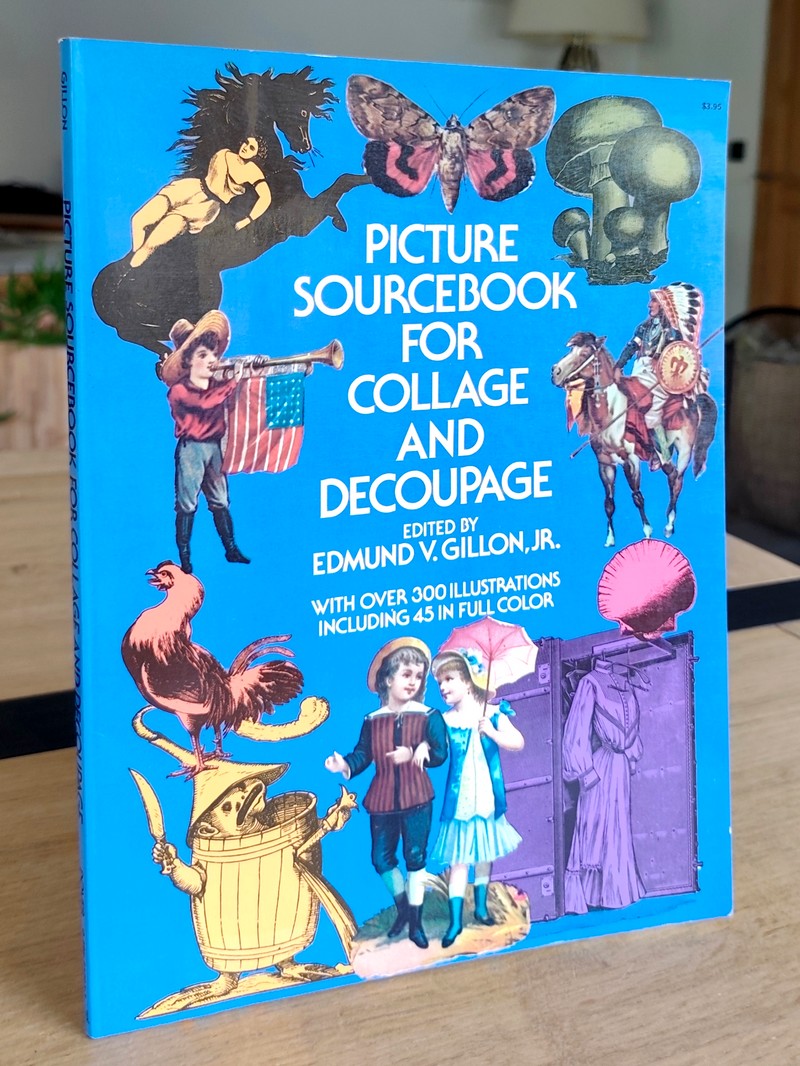 $3.95
PICTURE
SOURCEBOOK
FOR
COLLAGE
AND
DECOUPAGE
EDITED BY
EDMUND V. GILLON, JR.
WITH OVER 300 ILLUSTRATIONS
INCLUDING 45 IN FULL COLOR
GILLON
PICTURE SOURCEBOOK FOR COLLAGE AND DECOUPAGE